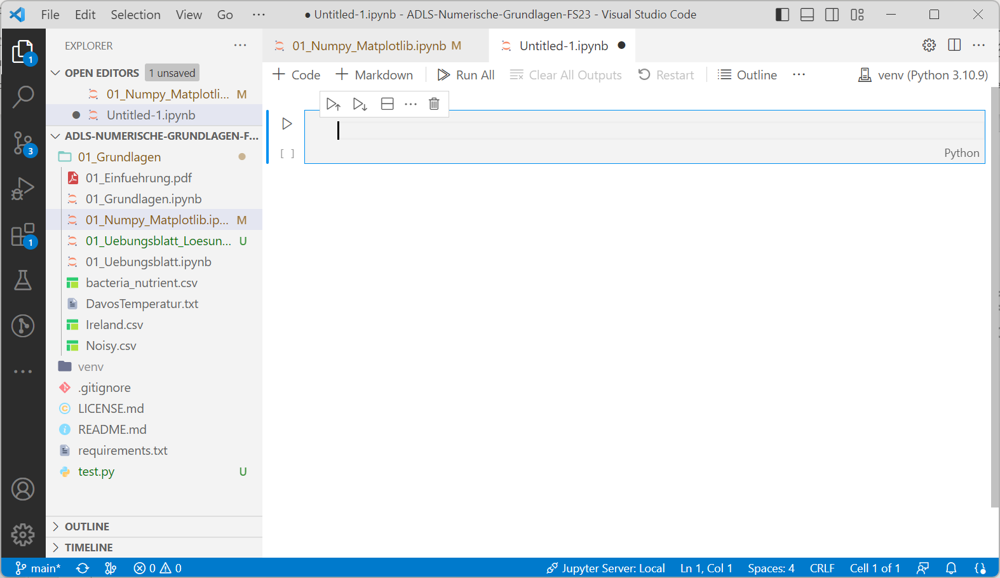 File Edit Selection View Go ··· ● Untitled-1.ipynb - ADLS-Numerische-Grundlagen-FS23 - Visual Studio Code
EXPLORER ···
OPEN EDITORS 1 unsaved
01_Numpy_Matplotli... M
● Untitled-1.ipynb
ADLS-NUMERISCHE-GRUNDLAGEN-F...
01_Grundlagen
01_Einfuehrung.pdf
01_Grundlagen.ipynb
01_Numpy_Matplotlib.ip... M
01_Uebungsblatt_Loesun... U
01_Uebungsblatt.ipynb
bacteria_nutrient.csv
DavosTemperatur.txt
Ireland.csv
Noisy.csv
venv
.gitignore
LICENSE.md
README.md
requirements.txt
test.py U
OUTLINE
TIMELINE
1
3
1
01_Numpy_Matplotlib.ipynb M Untitled-1.ipynb ●
Code Markdown Run All Clear All Outputs Restart Outline ··· venv (Python 3.10.9)
[ ]
Python
main* 0 0 Jupyter Server: Local Ln 1, Col 1 Spaces: 4 CRLF Cell 1 of 1